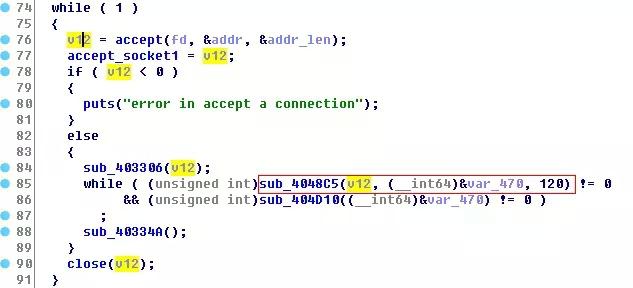 74 while ( 1 )
75 {
76 v12 = accept(fd, &addr, &addr_len);
77 accept_socket1 = v12;
78 if ( v12 < 0 )
79 {
80 puts("error in accept a connection");
81 }
82 else
83 {
84 sub_403306(v12);
85 while ( (unsigned int)sub_4048C5(v12, (__int64)&var_470, 120) != 0
86 && (unsigned int)sub_404D10((__int64)&var_470) != 0 )
87 ;
88 sub_40334A();
89 }
90 close(v12);
91 }